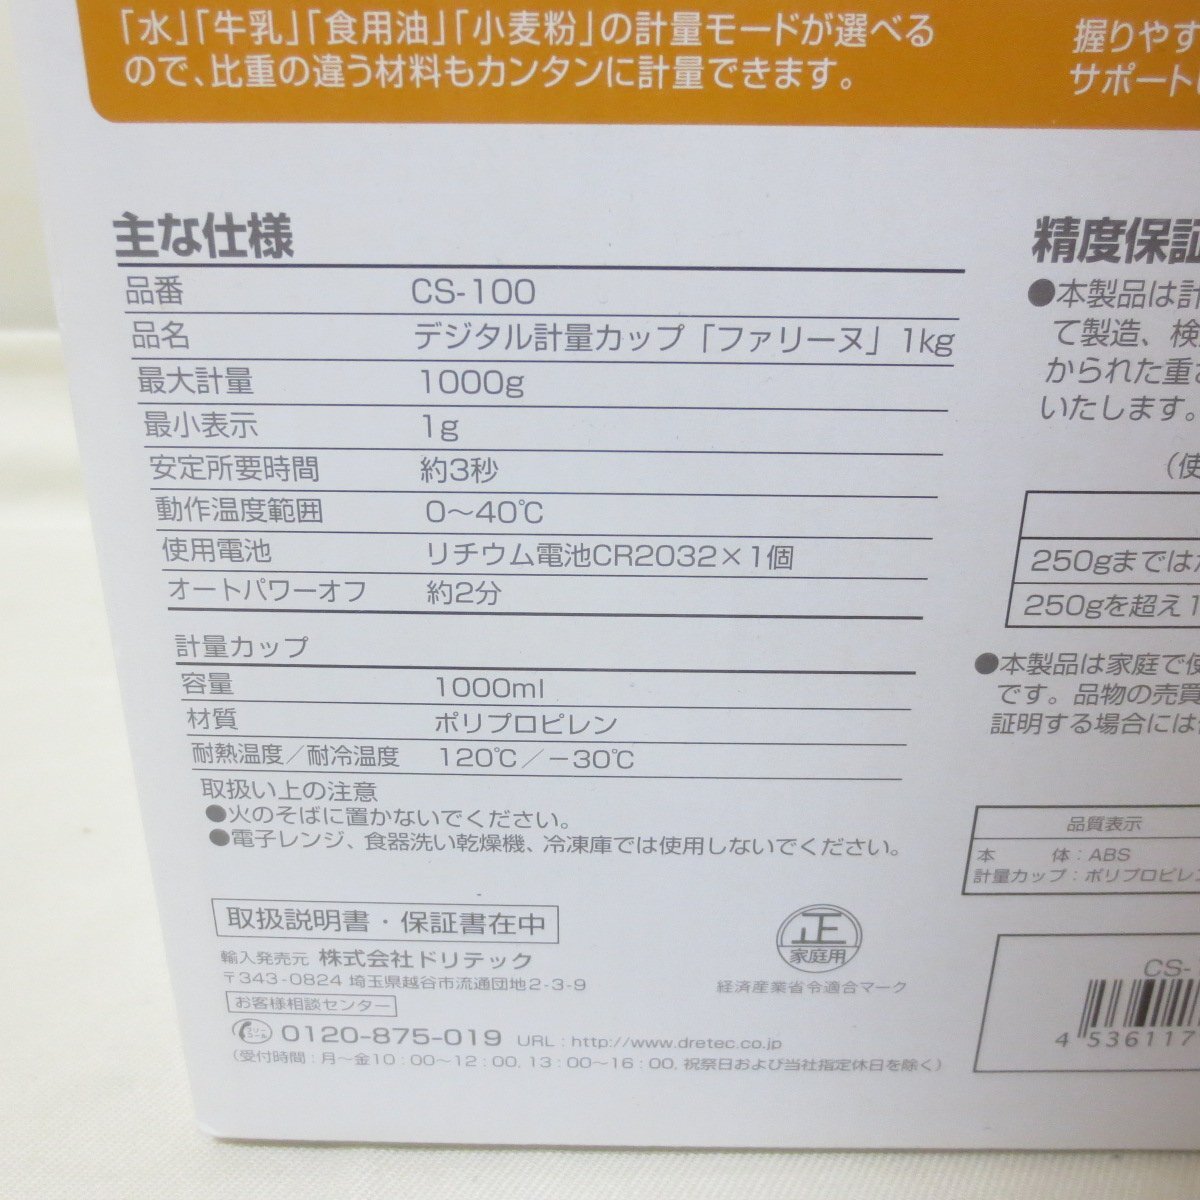 「水」「牛乳」「食用油」「小麦粉」の計量モードが選べる
ので、比重の違う材料もカンタンに計量できます。
握りやす
サポート
主な仕様
品番 CS-100
品名 デジタル計量カップ「ファリーヌ」1kg
最大計量 1000g
最小表示 1g
安定所要時間 約3秒
動作温度範囲 0～40℃
使用電池 リチウム電池CR2032×1個
オートパワーオフ 約2分
計量カップ
容量 1000ml
材質 ポリプロピレン
耐熱温度／耐冷温度 120℃／－30℃
取扱い上の注意
●火のそばに置かないでください。
●電子レンジ、食器洗い乾燥機、冷凍庫では使用しないでください。
取扱説明書・保証書在中
輸入発売元 株式会社ドリテック
〒343-0824 埼玉県越谷市流通団地2-3-9
お客様相談センター
フリーコール 0120-875-019 URL：http://www.dretec.co.jp
（受付時間：月～金10：00～12：00, 13：00～16：00, 祝祭日および当社指定休日を除く）
正
家庭用
経済産業省令適合マーク
精度保証
●本製品は計
て製造、検
かられた重さ
いたします。
（使
250gまでは
250gを超え1
●本製品は家庭で使
です。品物の売買
証明する場合には
品質表示
本体：ABS
計量カップ：ポリプロピレン
CS-
4 536117